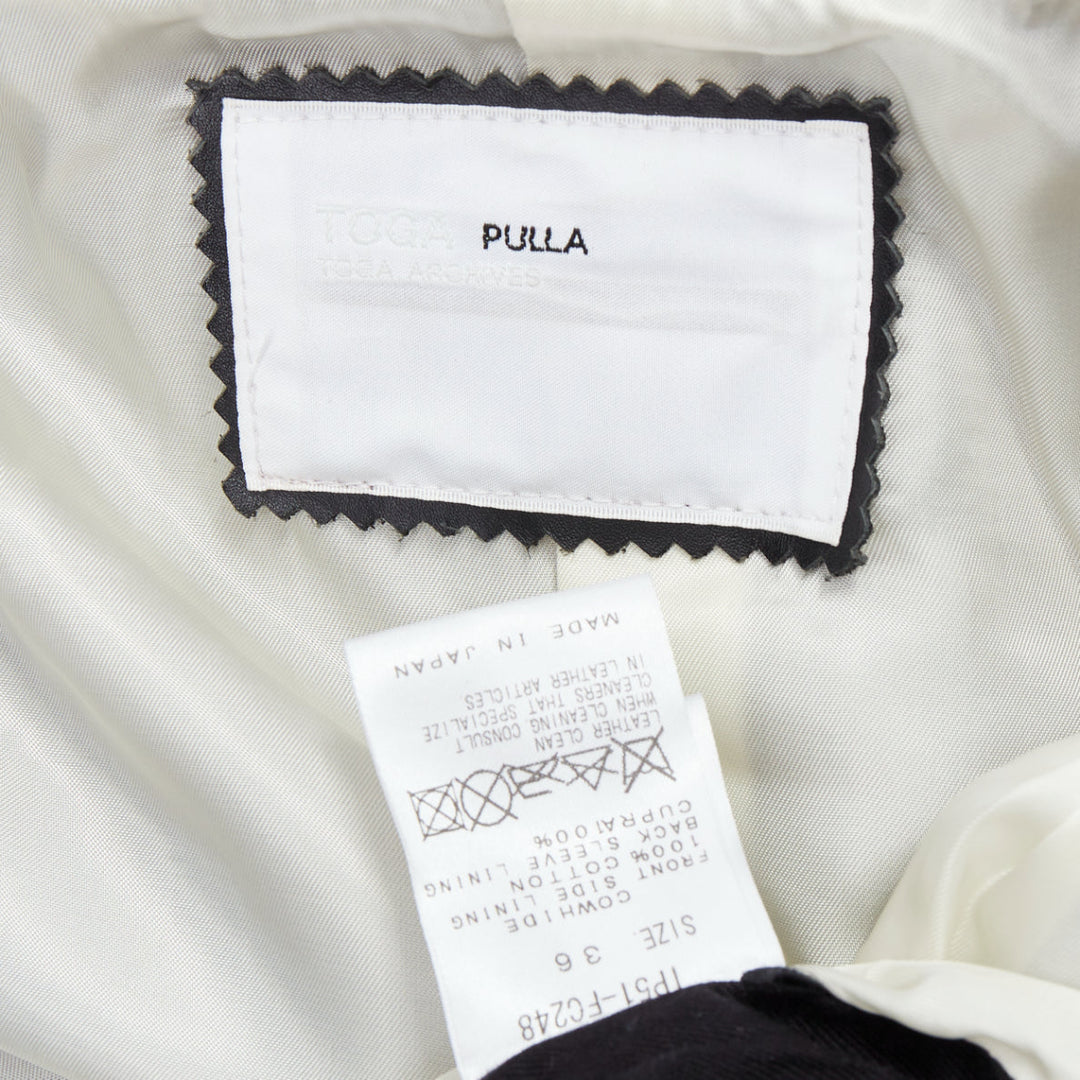 TOGA PULLA
TOGA ARCHIVES
TP51-FC248
SIZE. 36
COWHIDE
FRONT SIDE LINING
100% COTTON
BACK SLEEVE LINING
CUPRA100%
LEATHER CLEAN
WHEN CLEANING CONSULT
CLEANERS THAT SPECIALIZE
IN LEATHER ARTICLES.
MADE IN JAPAN